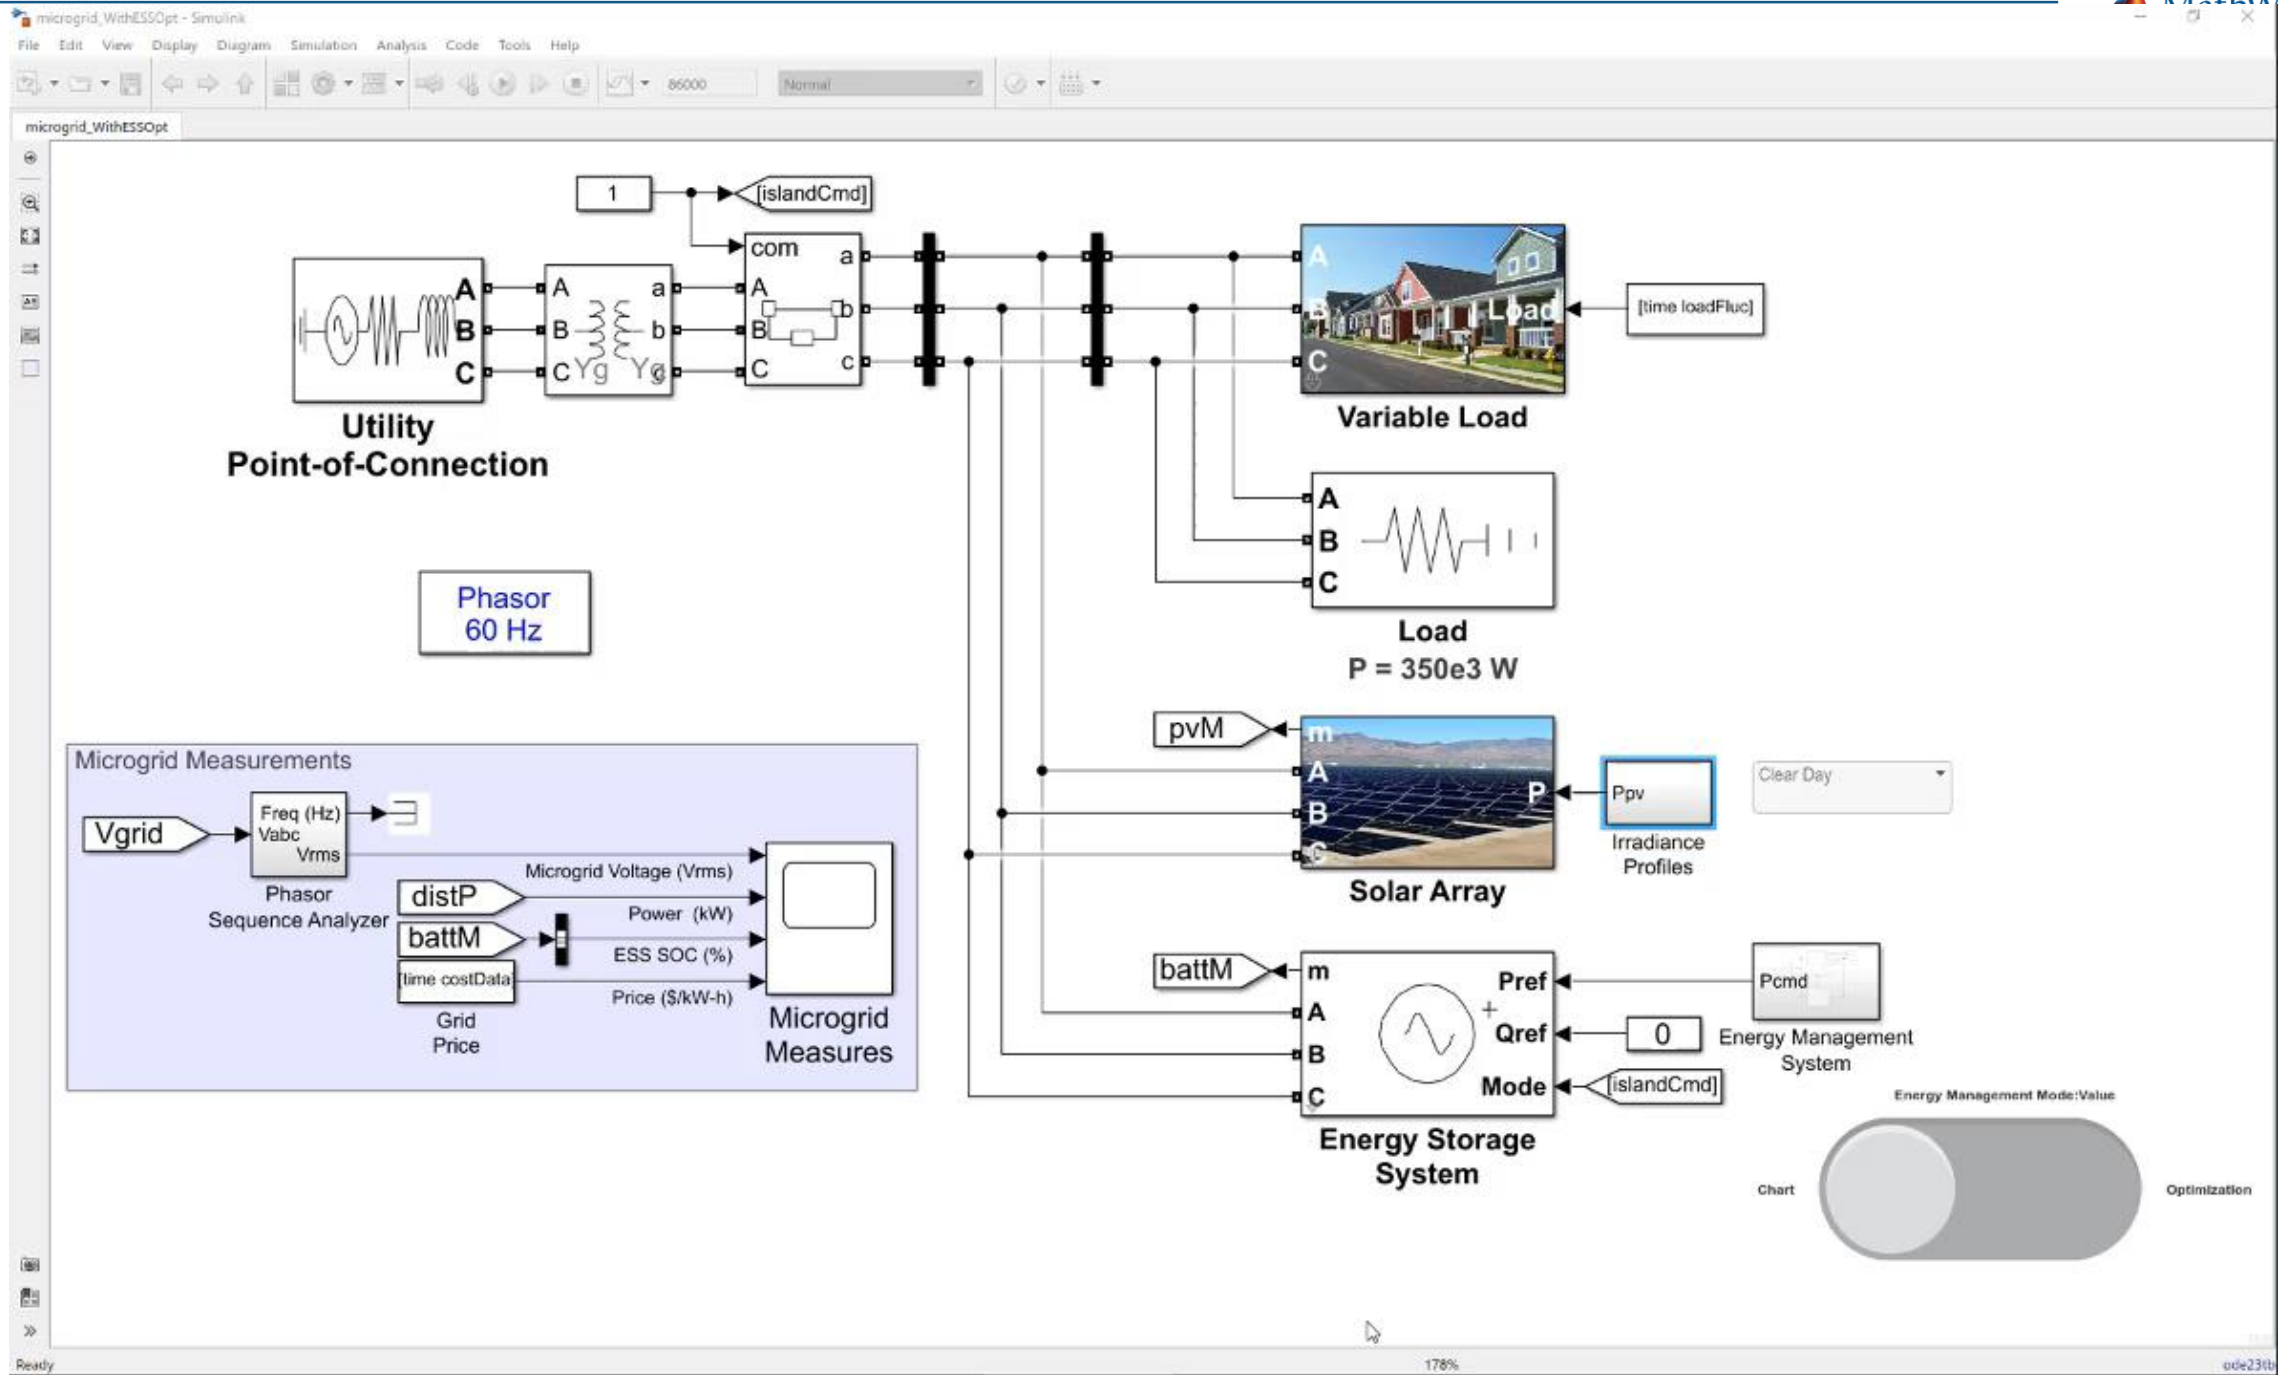 microgrid_WithESSOpt - Simulink
File Edit View Display Diagram Simulation Analysis Code Tools Help
86000 Normal
microgrid_WithESSOpt
1
[islandCmd]
com
a
b
c
A
B
C
A
B
C
A
B
C
a
b
c
Yg Yg
Utility
Point-of-Connection
A
B
C
Load
[time loadFluc]
Variable Load
A
B
C
Load
P = 350e3 W
Phasor
60 Hz
pvM
m
A
B
C
P
Ppv
Clear Day
Irradiance
Profiles
Solar Array
Microgrid Measurements
Vgrid
Freq (Hz)
Vabc
Vrms
Phasor
Sequence Analyzer
Microgrid Voltage (Vrms)
distP
Power (kW)
battM
ESS SOC (%)
[time costData]
Price ($/kW-h)
Grid
Price
Microgrid
Measures
battM
m
A
B
C
Pref
Qref
Mode
Pcmd
0
[islandCmd]
Energy Management
System
Energy Storage
System
Energy Management Mode:Value
Chart
Optimization
Ready
178%
ode23tb